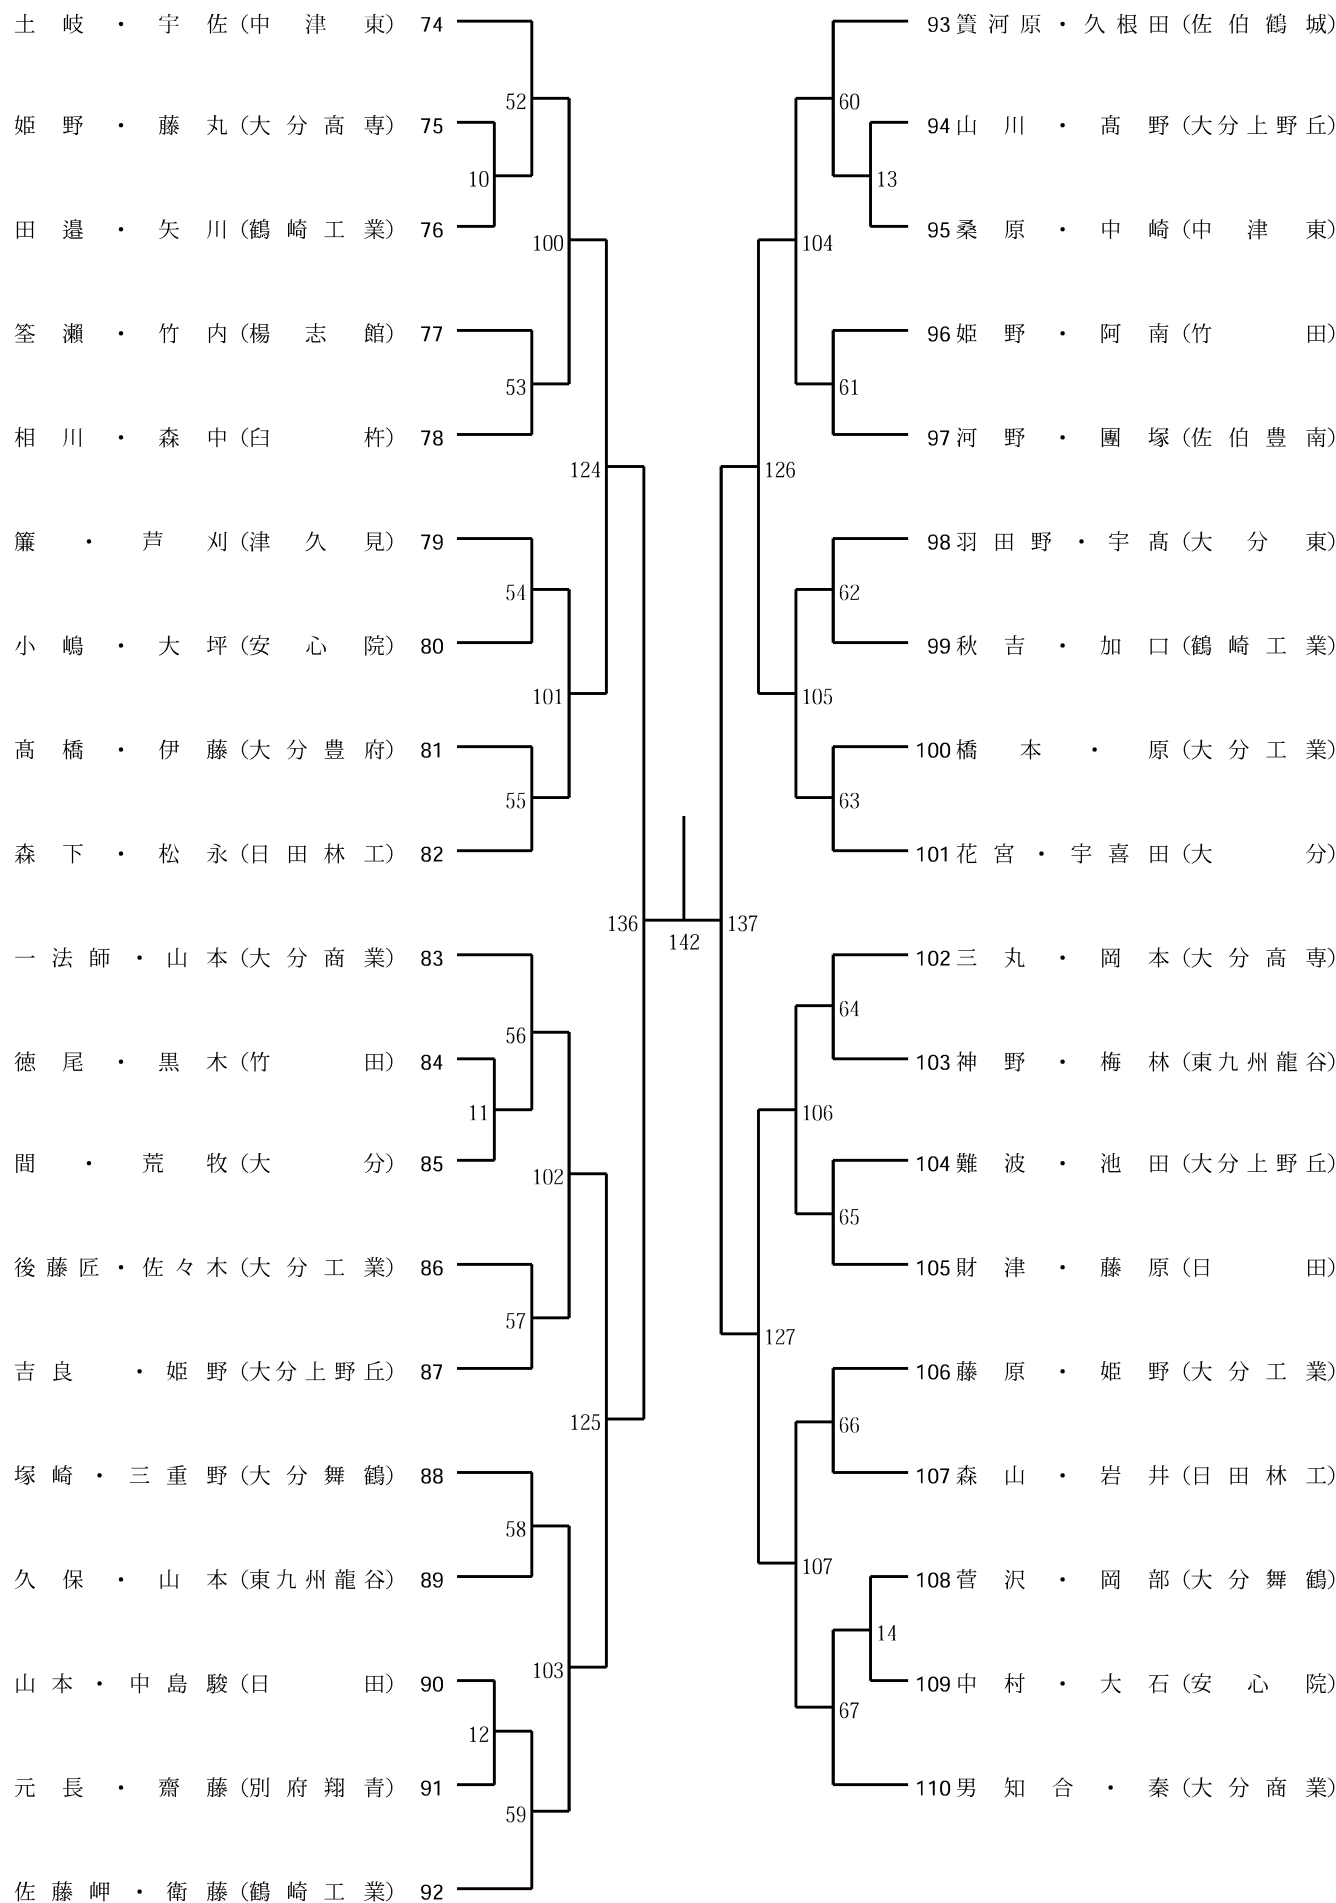 土岐・宇佐(中津東) 74
姫野・藤丸(大分高専) 75
田邉・矢川(鶴崎工業) 76
筌瀬・竹内(楊志館) 77
相川・森中(臼杵) 78
簾・芦刈(津久見) 79
小嶋・大坪(安心院) 80
髙橋・伊藤(大分豊府) 81
森下・松永(日田林工) 82
一法師・山本(大分商業) 83
徳尾・黒木(竹田) 84
間・荒牧(大分) 85
後藤匠・佐々木(大分工業) 86
吉良・姫野(大分上野丘) 87
塚崎・三重野(大分舞鶴) 88
久保・山本(東九州龍谷) 89
山本・中島駿(日田) 90
元長・齋藤(別府翔青) 91
佐藤岬・衛藤(鶴崎工業) 92
52
10
100
53
124
54
101
55
136
56
11
102
57
125
58
103
12
59
142
137
60
13
104
61
126
62
105
63
64
106
65
127
66
107
14
67
93 簀河原・久根田(佐伯鶴城)
94 山川・髙野(大分上野丘)
95 桑原・中崎(中津東)
96 姫野・阿南(竹田)
97 河野・團塚(佐伯豊南)
98 羽田野・宇髙(大分東)
99 秋吉・加口(鶴崎工業)
100 橋本・原(大分工業)
101 花宮・宇喜田(大分)
102 三丸・岡本(大分高専)
103 神野・梅林(東九州龍谷)
104 難波・池田(大分上野丘)
105 財津・藤原(日田)
106 藤原・姫野(大分工業)
107 森山・岩井(日田林工)
108 菅沢・岡部(大分舞鶴)
109 中村・大石(安心院)
110 男知合・秦(大分商業)